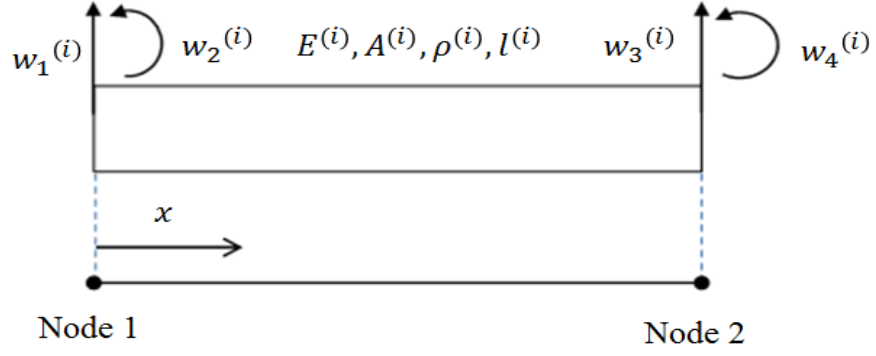 w₁⁽ⁱ⁾ w₂⁽ⁱ⁾ E⁽ⁱ⁾, A⁽ⁱ⁾, ρ⁽ⁱ⁾, l⁽ⁱ⁾ w₃⁽ⁱ⁾ w₄⁽ⁱ⁾
x
Node 1 Node 2